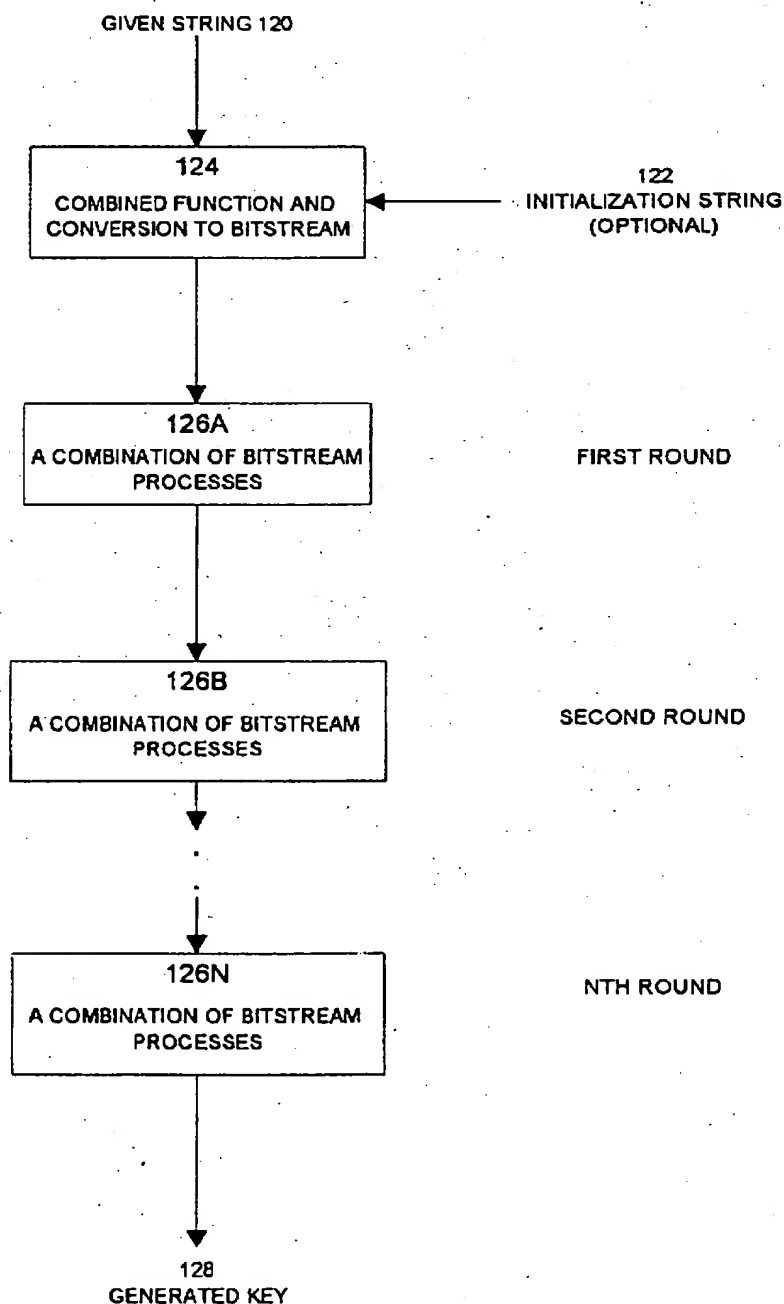 GIVEN STRING 120
124
COMBINED FUNCTION AND
CONVERSION TO BITSTREAM
122
INITIALIZATION STRING
(OPTIONAL)
126A
A COMBINATION OF BITSTREAM
PROCESSES
FIRST ROUND
126B
A COMBINATION OF BITSTREAM
PROCESSES
SECOND ROUND
126N
A COMBINATION OF BITSTREAM
PROCESSES
NTH ROUND
128
GENERATED KEY